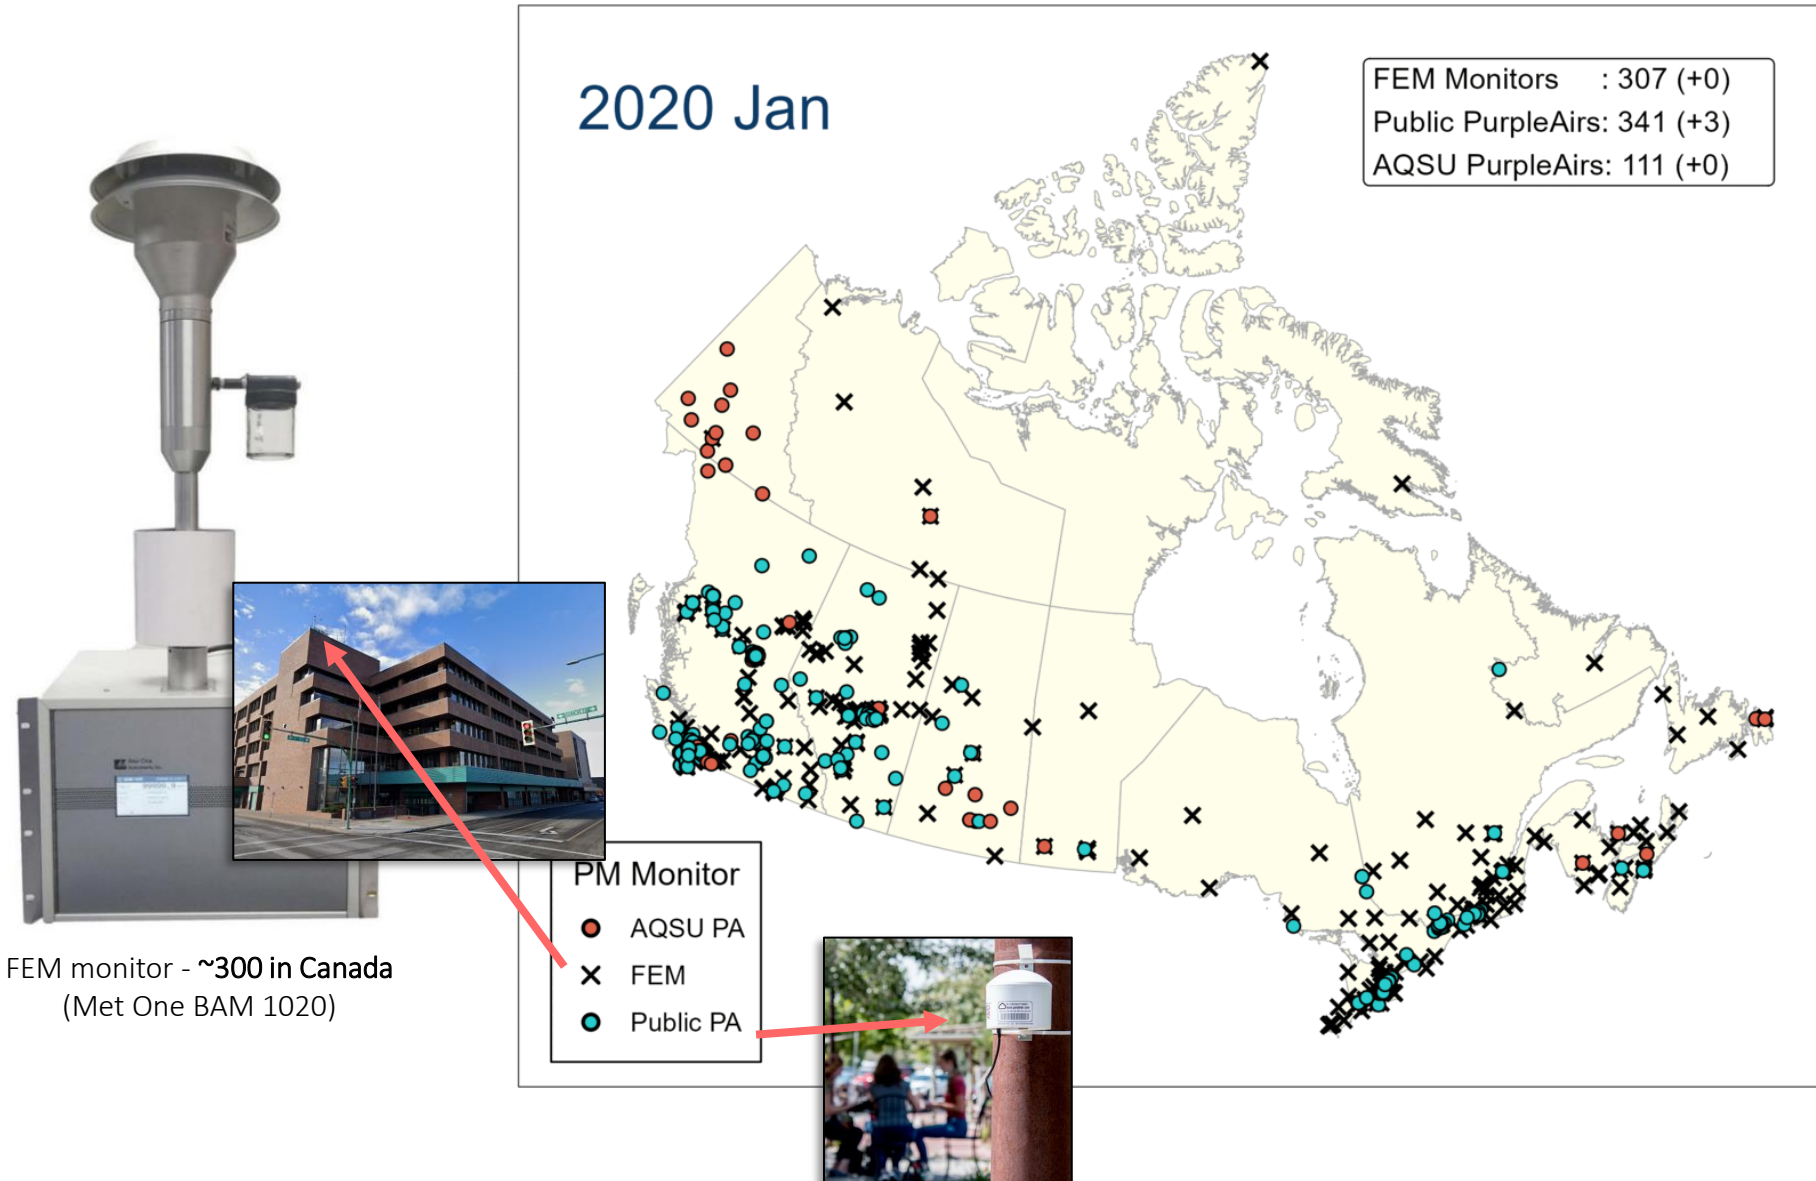 2020 Jan
FEM Monitors : 307 (+0)
Public PurpleAirs: 341 (+3)
AQSU PurpleAirs: 111 (+0)
PM Monitor
AQSU PA
FEM
Public PA
FEM monitor - ~300 in Canada
(Met One BAM 1020)